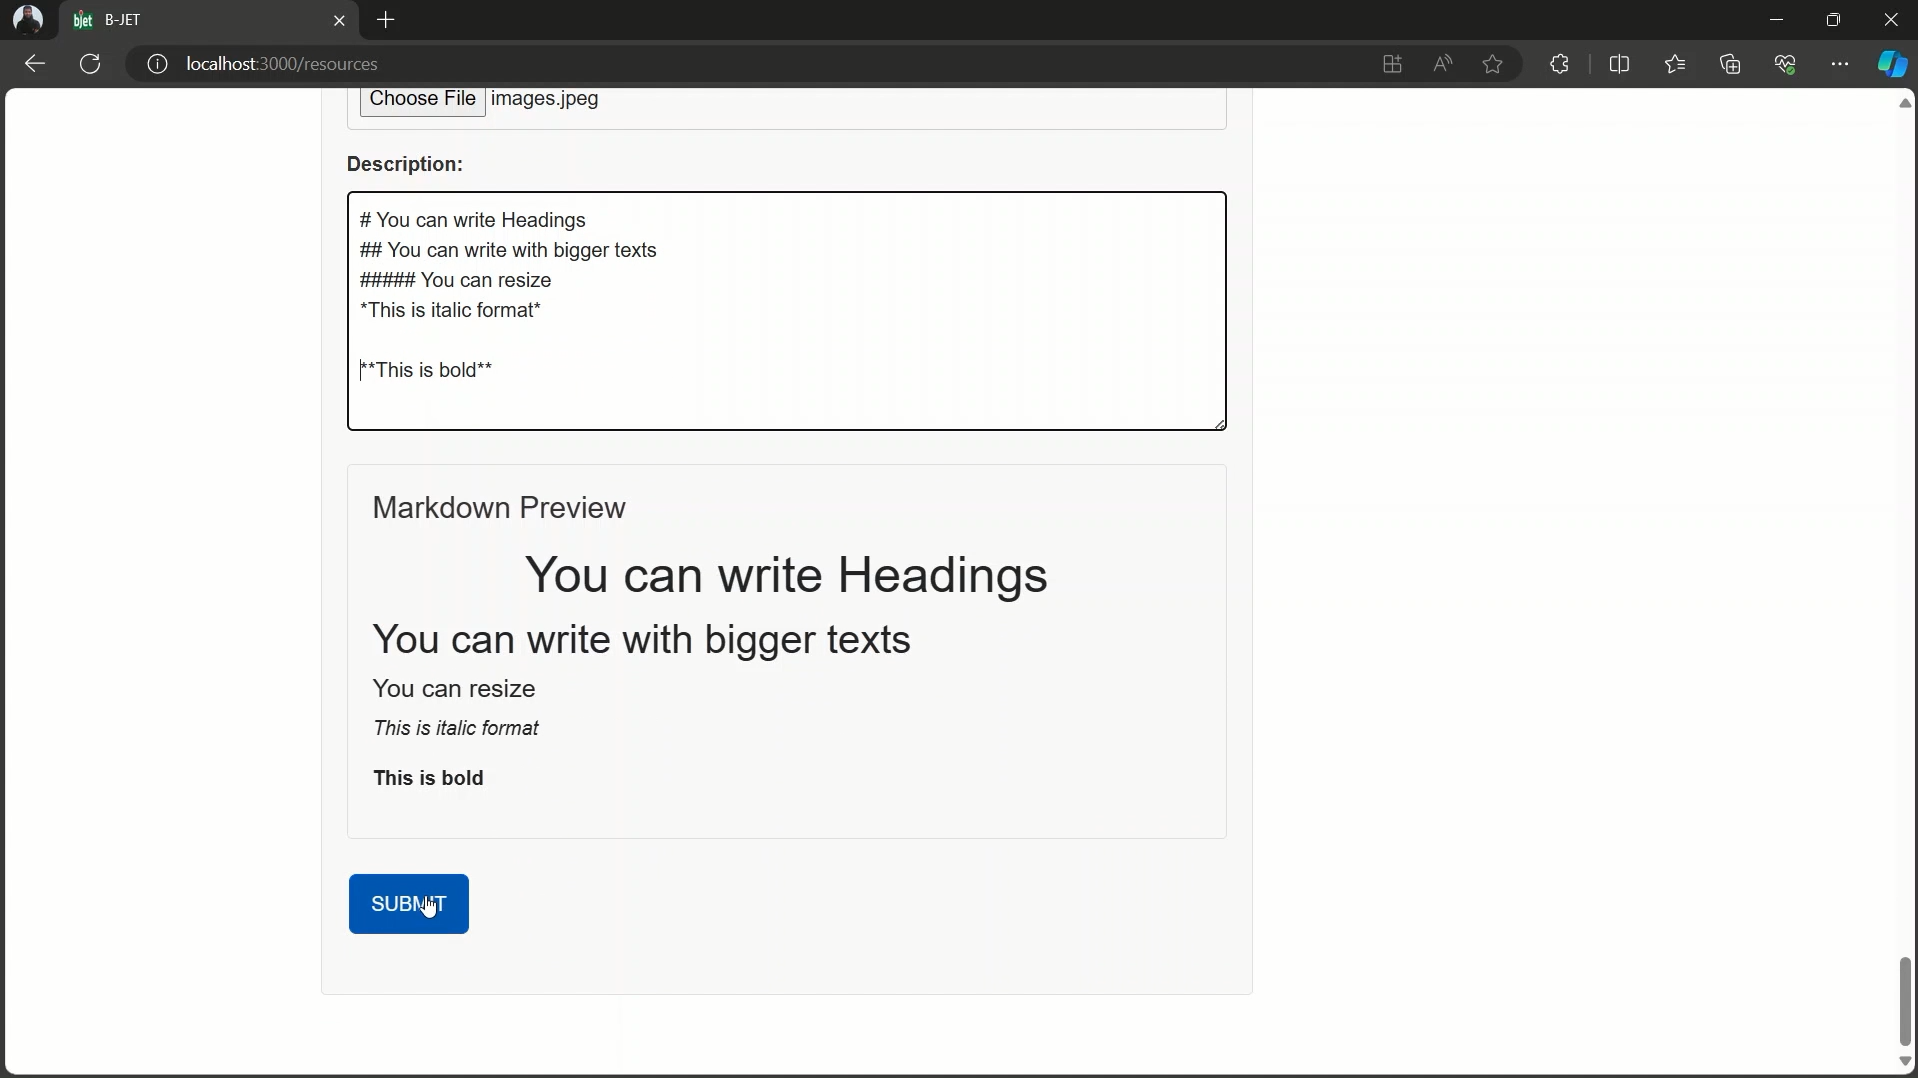 bjet B-JET
localhost:3000/resources
Choose File images.jpeg
Description:
# You can write Headings
## You can write with bigger texts
##### You can resize
*This is italic format*
**This is bold**
Markdown Preview
You can write Headings
You can write with bigger texts
You can resize
This is italic format
This is bold
SUBMIT